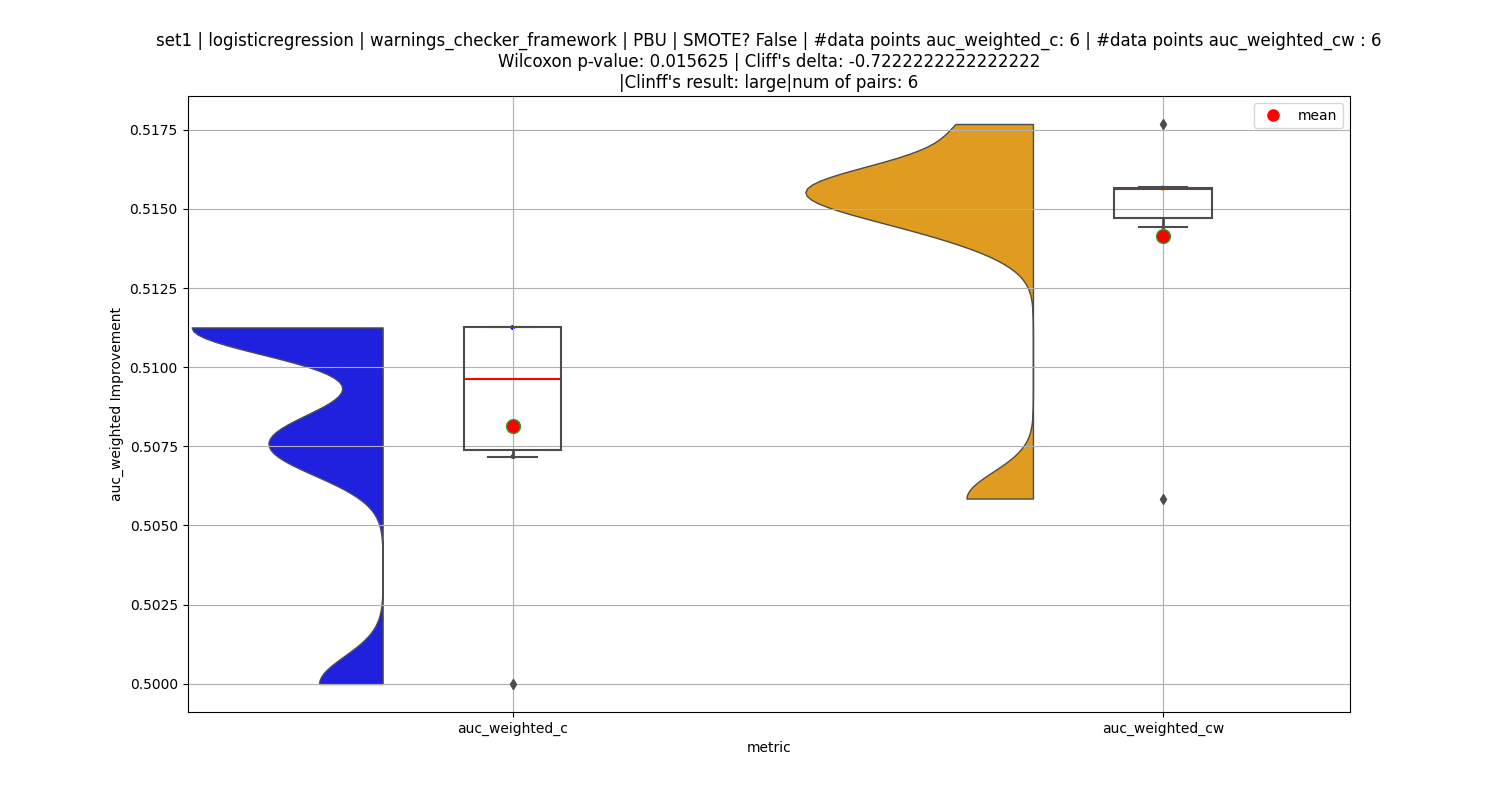 set1 | logisticregression | warnings_checker_framework | PBU | SMOTE? False | #data points auc_weighted_c: 6 | #data points auc_weighted_cw : 6
Wilcoxon p-value: 0.015625 | Cliff's delta: -0.7222222222222222
|Clinff's result: large|num of pairs: 6
mean
0.5175
0.5150
0.5125
0.5100
0.5075
0.5050
0.5025
0.5000
auc_weighted Improvement
auc_weighted_c
auc_weighted_cw
metric